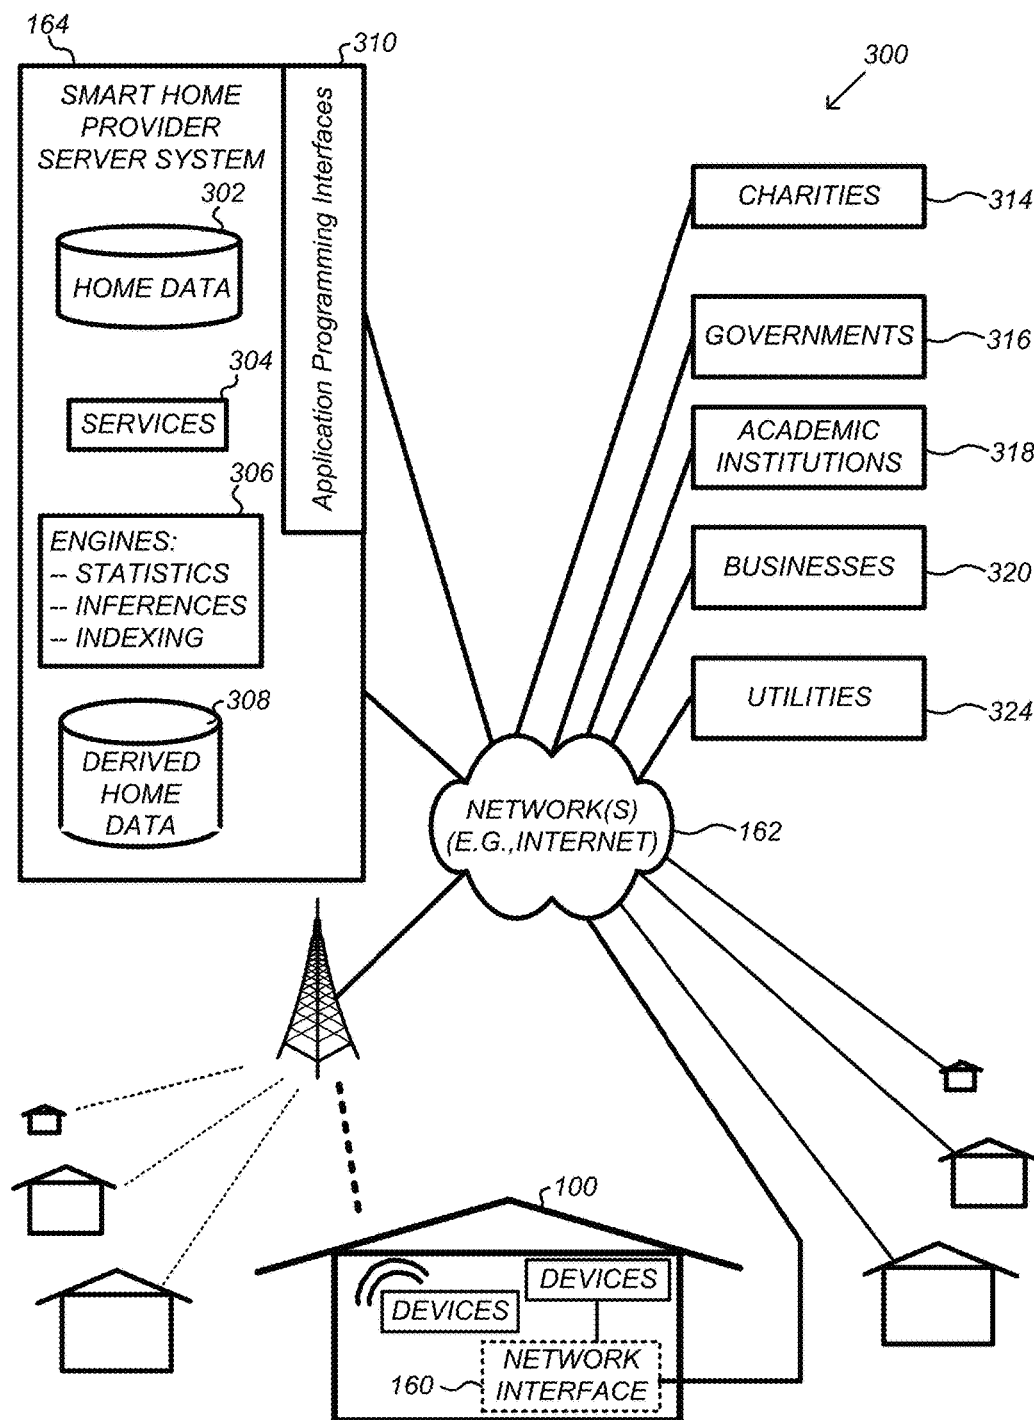 164
310
300
SMART HOME
PROVIDER
SERVER SYSTEM
Application Programming Interfaces
302
HOME DATA
304
SERVICES
306
ENGINES:
-- STATISTICS
-- INFERENCES
-- INDEXING
308
DERIVED
HOME
DATA
CHARITIES
314
GOVERNMENTS
316
ACADEMIC
INSTITUTIONS
318
BUSINESSES
320
UTILITIES
324
NETWORK(S)
(E.G.,INTERNET)
162
100
DEVICES
DEVICES
NETWORK
INTERFACE
160